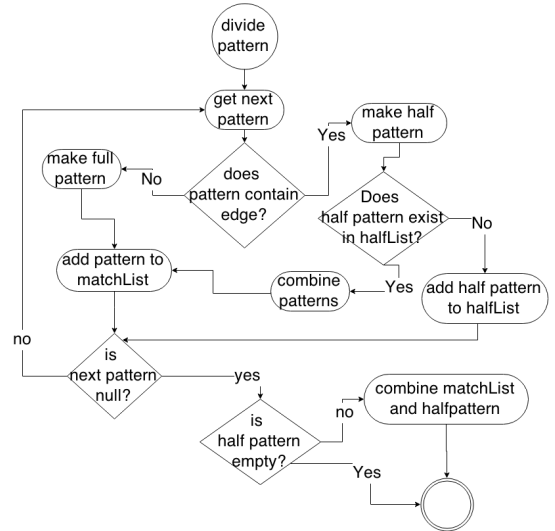 divide
pattern
get next
pattern
make half
pattern
Yes
make full
pattern
No
does
pattern contain
edge?
Does
half pattern exist
in halfList?
No
add pattern to
matchList
combine
patterns
Yes
add half pattern
to halfList
no
is
next pattern
null?
yes
combine matchList
and halfpattern
no
is
half pattern
empty?
Yes